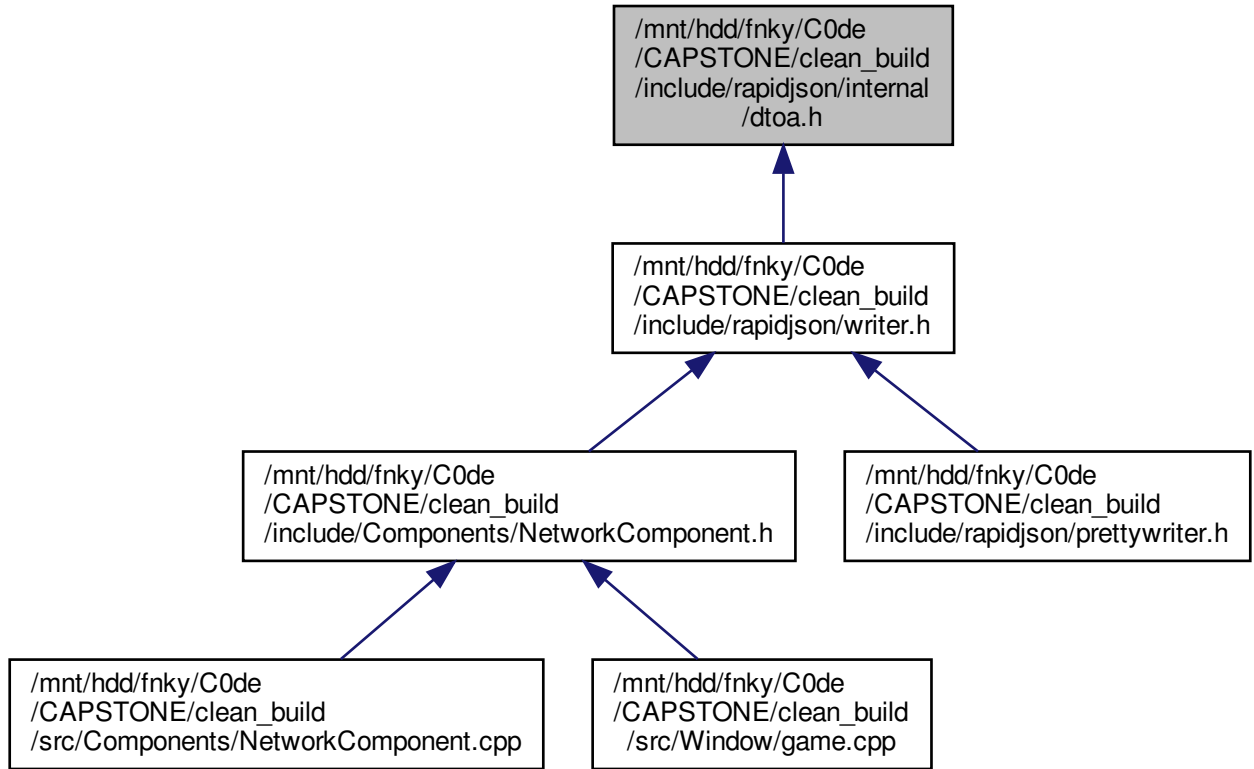 /mnt/hdd/fnky/C0de
/CAPSTONE/clean_build
/include/rapidjson/internal
/dtoa.h
/mnt/hdd/fnky/C0de
/CAPSTONE/clean_build
/include/rapidjson/writer.h
/mnt/hdd/fnky/C0de
/CAPSTONE/clean_build
/include/Components/NetworkComponent.h
/mnt/hdd/fnky/C0de
/CAPSTONE/clean_build
/include/rapidjson/prettywriter.h
/mnt/hdd/fnky/C0de
/CAPSTONE/clean_build
/src/Components/NetworkComponent.cpp
/mnt/hdd/fnky/C0de
/CAPSTONE/clean_build
/src/Window/game.cpp